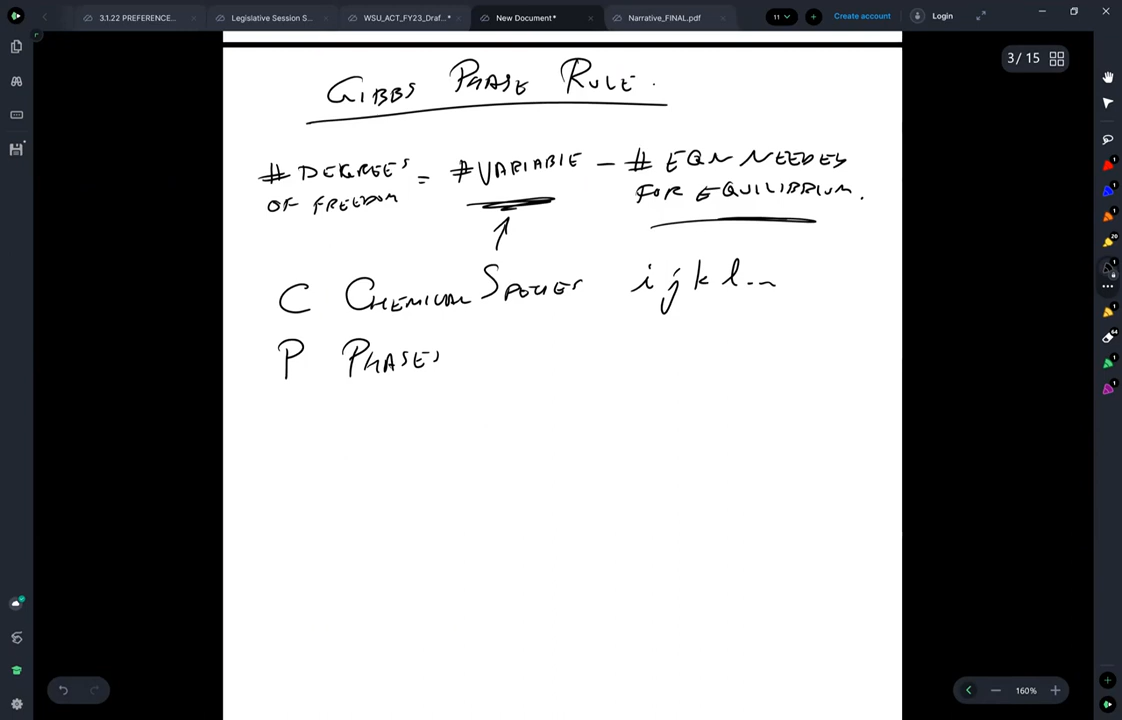 3.1.22 PREFERENCE...
Legislative Session S...
WSU_ACT_FY23_Draf...*
New Document*
Narrative_FINAL.pdf
11
Create account
Login
3 / 15
GIBBS PHASE RULE.
# DEGREES OF FREEDOM = # VARIABLE - # EQN NEEDED FOR EQUILIBRIUM.
C CHEMICAL SPECIES i j k l...
P PHASES
160%